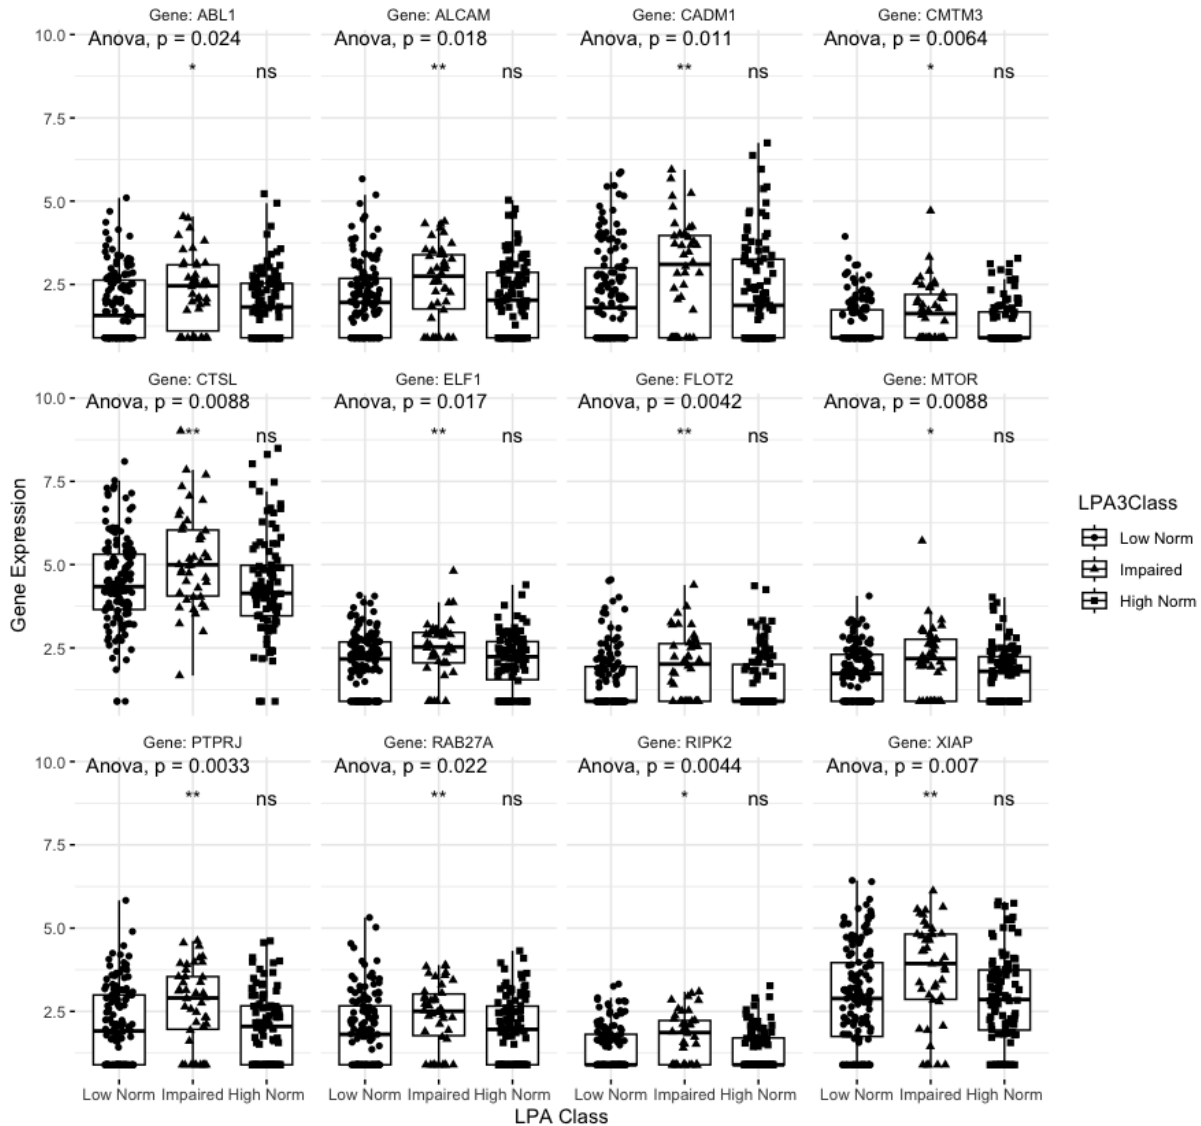 Gene: ABL1 Gene: ALCAM Gene: CADM1 Gene: CMTM3
10.0 Anova, p = 0.024 Anova, p = 0.018 Anova, p = 0.011 Anova, p = 0.0064
* ns ** ns ** ns * ns
7.5
5.0
2.5
Gene: CTSL Gene: ELF1 Gene: FLOT2 Gene: MTOR
10.0 Anova, p = 0.0088 Anova, p = 0.017 Anova, p = 0.0042 Anova, p = 0.0088
** ns ** ns ** ns * ns
7.5
5.0
2.5
Gene: PTPRJ Gene: RAB27A Gene: RIPK2 Gene: XIAP
10.0 Anova, p = 0.0033 Anova, p = 0.022 Anova, p = 0.0044 Anova, p = 0.007
** ns ** ns * ns ** ns
7.5
5.0
2.5
Low Norm Impaired High Norm Low Norm Impaired High Norm Low Norm Impaired High Norm Low Norm Impaired High Norm
LPA Class
Gene Expression
LPA3Class
Low Norm
Impaired
High Norm